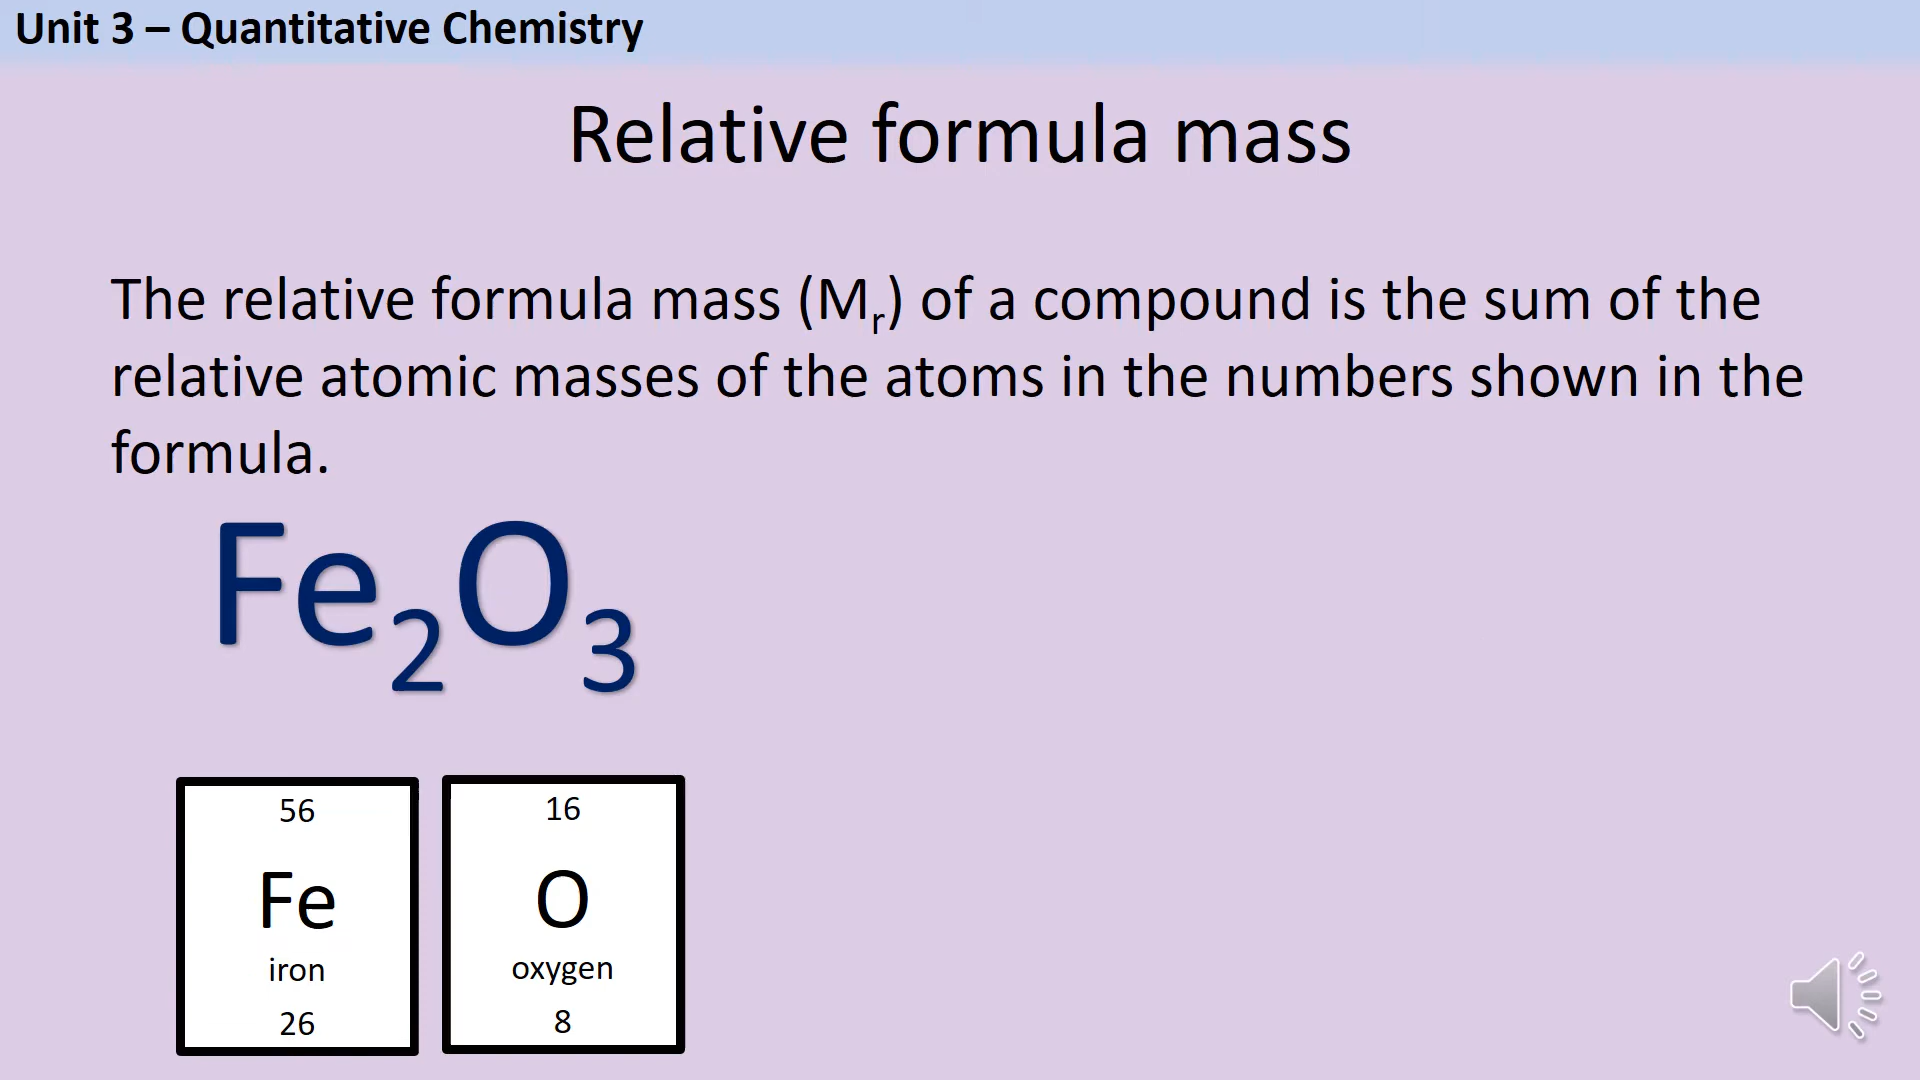 Unit 3 – Quantitative Chemistry
Relative formula mass
The relative formula mass (Mᵣ) of a compound is the sum of the
relative atomic masses of the atoms in the numbers shown in the
formula.
Fe₂O₃
56
Fe
iron
26
16
O
oxygen
8